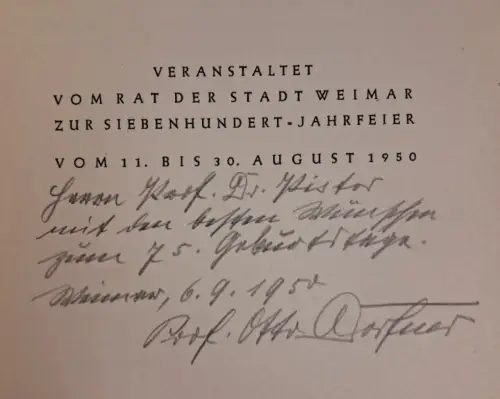 VERANSTALTET
VOM RAT DER STADT WEIMAR
ZUR SIEBENHUNDERT-JAHRFEIER
VOM 11. BIS 30. AUGUST 1950
Herrn Prof. Dr. Pistor
mit den besten Wünschen
zum 75. Geburtstage.
Weimar, 6.9.1950
Prof. Otto Dorfner